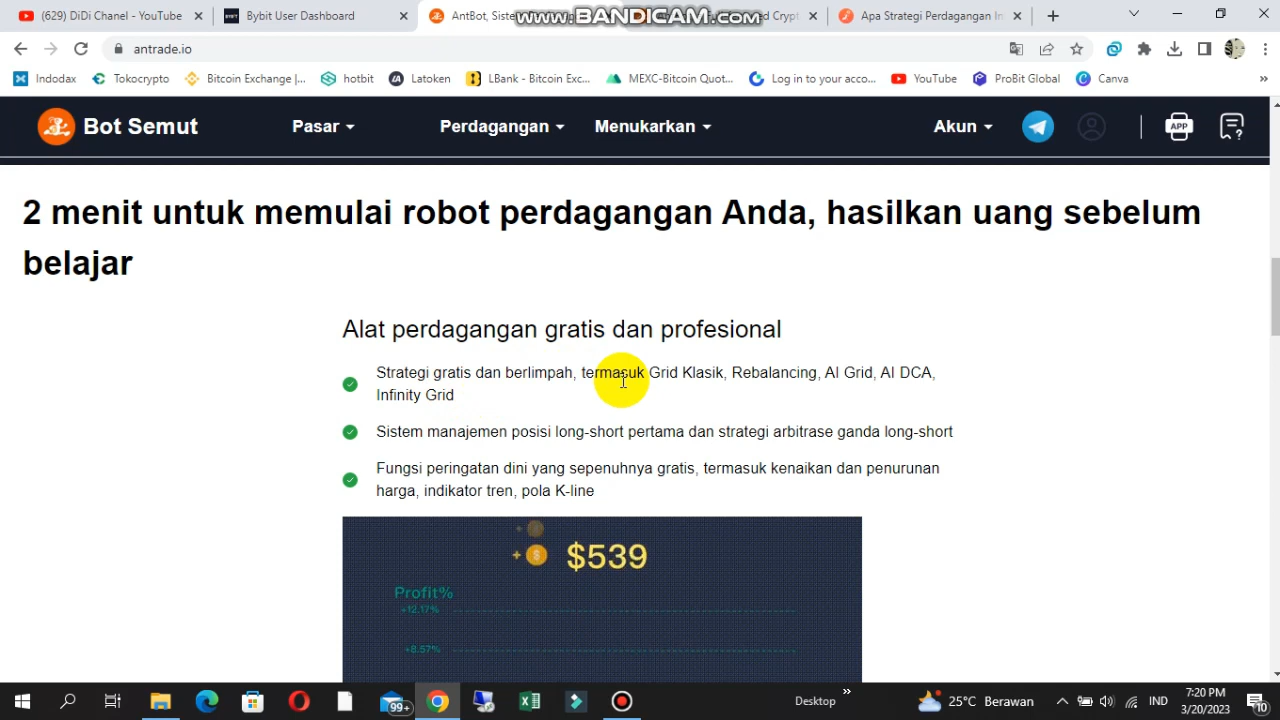 (629) DiDi Chanel - YouTube
Bybit User Dashboard
AntBot, Sis
www.BANDICAM.com
d Crypt
Apa Strategi Perdagangan In
antrade.io
Indodax
Tokocrypto
Bitcoin Exchange |...
hotbit
Latoken
LBank - Bitcoin Exc...
MEXC-Bitcoin Quot...
Log in to your acco...
YouTube
ProBit Global
Canva
»
Bot Semut
Pasar
Perdagangan
Menukarkan
Akun
APP
2 menit untuk memulai robot perdagangan Anda, hasilkan uang sebelum
belajar
Alat perdagangan gratis dan profesional
Strategi gratis dan berlimpah, termasuk Grid Klasik, Rebalancing, AI Grid, AI DCA,
Infinity Grid
Sistem manajemen posisi long-short pertama dan strategi arbitrase ganda long-short
Fungsi peringatan dini yang sepenuhnya gratis, termasuk kenaikan dan penurunan
harga, indikator tren, pola K-line
+ $ $539
Profit%
+12.17%
+8.57%
99+
Desktop
»
25°C Berawan
IND
7:20 PM
3/20/2023
10